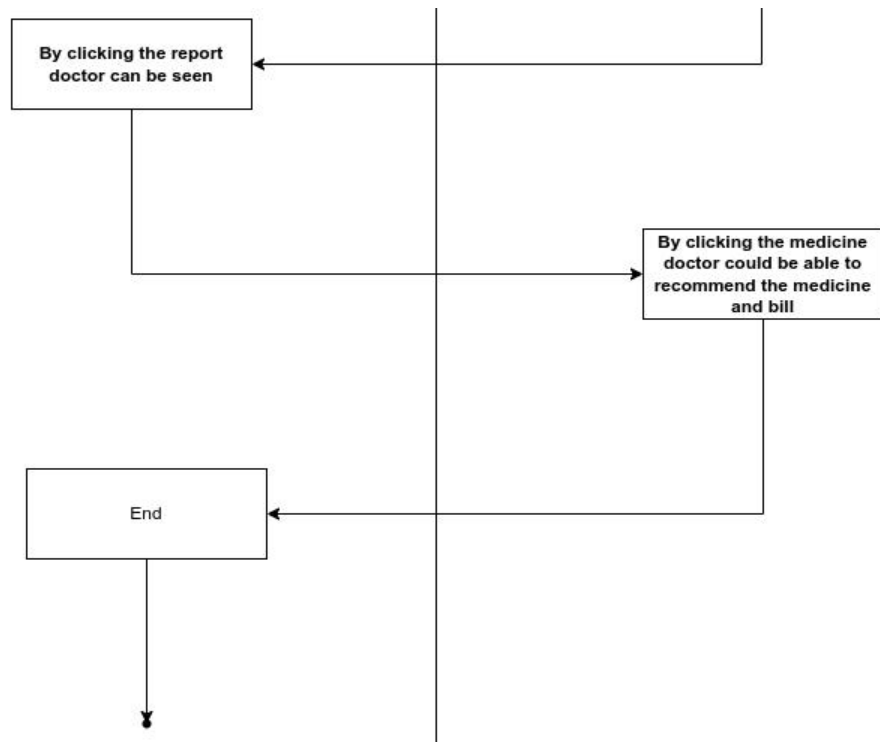 By clicking the report
doctor can be seen
By clicking the medicine
doctor could be able to
recommend the medicine
and bill
End